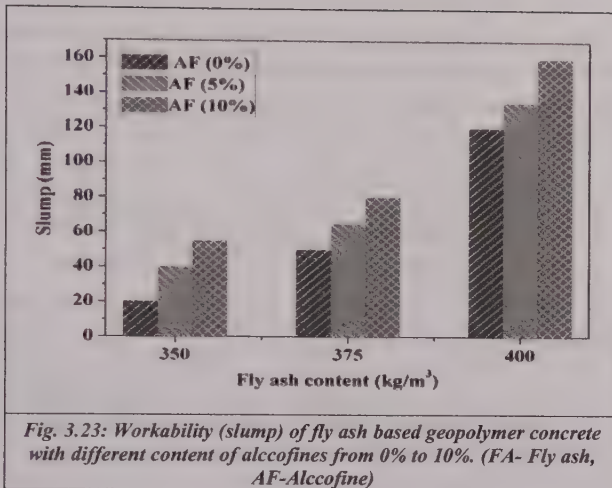 160
140
120
100
80
60
40
20
0
Slump (mm)
AF (0%)
AF (5%)
AF (10%)
350 375 400
Fly ash content (kg/m³)
Fig. 3.23: Workability (slump) of fly ash based geopolymer concrete
with different content of alccofines from 0% to 10%. (FA- Fly ash,
AF-Alccofine)